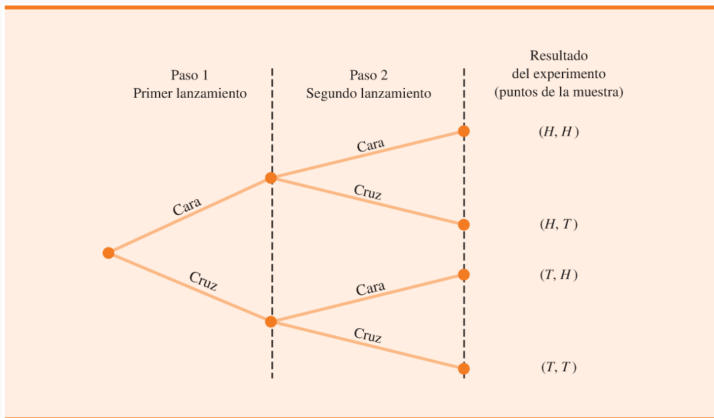 Paso 1
Primer lanzamiento
Paso 2
Segundo lanzamiento
Resultado
del experimento
(puntos de la muestra)
Cara
Cruz
Cara
Cruz
Cara
Cruz
(H, H)
(H, T)
(T, H)
(T, T)